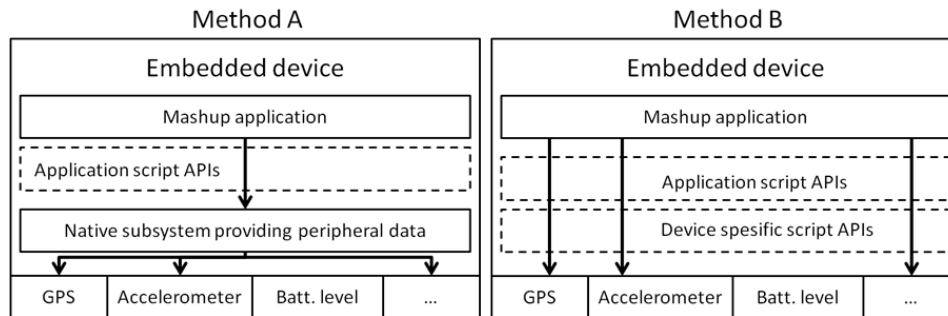 Method A
Embedded device
Mashup application
Application script APIs
Native subsystem providing peripheral data
GPS
Accelerometer
Batt. level
...
Method B
Embedded device
Mashup application
Application script APIs
Device spesific script APIs
GPS
Accelerometer
Batt. level
...